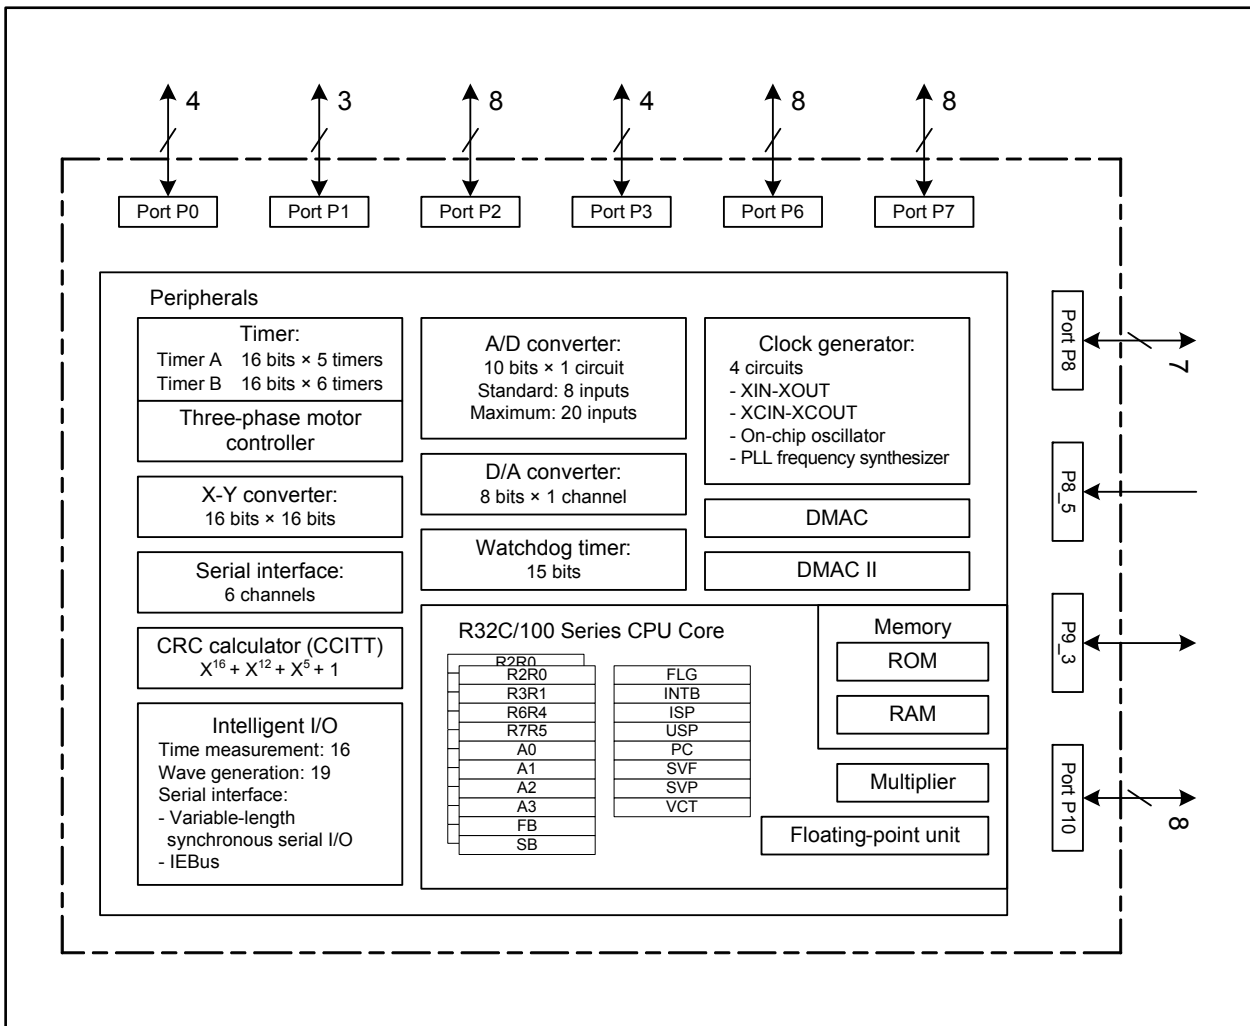 4 3 8 4 8 8
Port P0 Port P1 Port P2 Port P3 Port P6 Port P7
Peripherals
Timer:
Timer A 16 bits × 5 timers
Timer B 16 bits × 6 timers
Three-phase motor
controller
X-Y converter:
16 bits × 16 bits
Serial interface:
6 channels
CRC calculator (CCITT)
X¹⁶ + X¹² + X⁵ + 1
Intelligent I/O
Time measurement: 16
Wave generation: 19
Serial interface:
- Variable-length
synchronous serial I/O
- IEBus
A/D converter:
10 bits × 1 circuit
Standard: 8 inputs
Maximum: 20 inputs
D/A converter:
8 bits × 1 channel
Watchdog timer:
15 bits
Clock generator:
4 circuits
- XIN-XOUT
- XCIN-XCOUT
- On-chip oscillator
- PLL frequency synthesizer
DMAC
DMAC II
R32C/100 Series CPU Core
R2R0
R2R0
R3R1
R6R4
R7R5
A0
A1
A2
A3
FB
SB
FLG
INTB
ISP
USP
PC
SVF
SVP
VCT
Memory
ROM
RAM
Multiplier
Floating-point unit
Port P8
7
P8_5
P9_3
Port P10
8